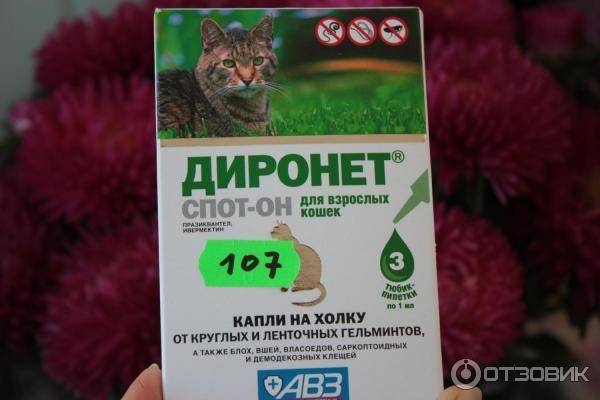 ДИРОНЕТ®
СПОТ-ОН
для взрослых
кошек
ПРАЗИКВАНТЕЛ,
ИВЕРМЕКТИН
107
3
тюбик-
пипетки
по 1 мл
КАПЛИ НА ХОЛКУ
ОТ КРУГЛЫХ И ЛЕНТОЧНЫХ ГЕЛЬМИНТОВ,
А ТАКЖЕ БЛОХ, ВШЕЙ, ВЛАСОЕДОВ, САРКОПТОИДНЫХ
И ДЕМОДЕКОЗНЫХ КЛЕЩЕЙ
АВЗ
ОТЗОВИК